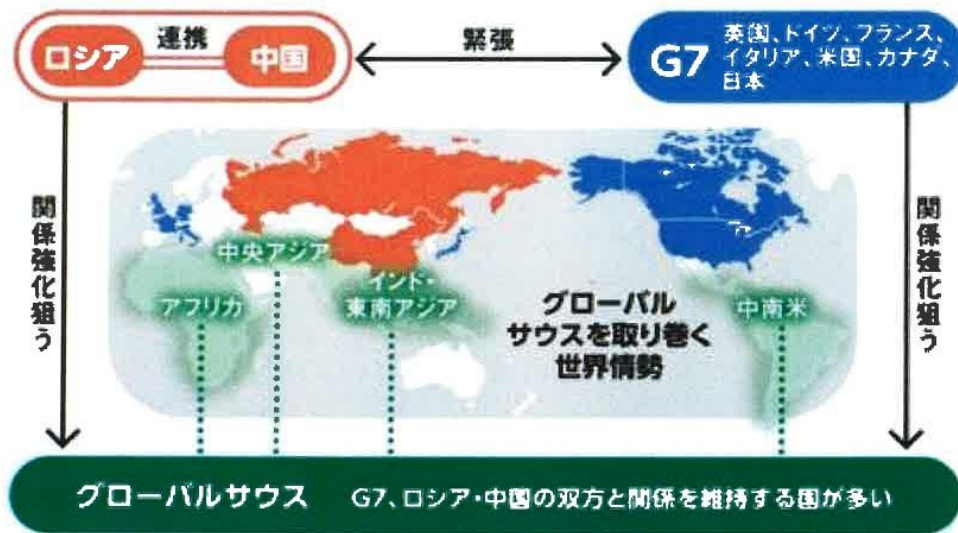 ロシア
連携
中国
緊張
G7
英国、ドイツ、フランス、
イタリア、米国、カナダ、
日本
関係強化狙う
関係強化狙う
中央アジア
アフリカ
インド・
東南アジア
中南米
グローバル
サウスを取り巻く
世界情勢
グローバルサウス
G7、ロシア・中国の双方と関係を維持する国が多い